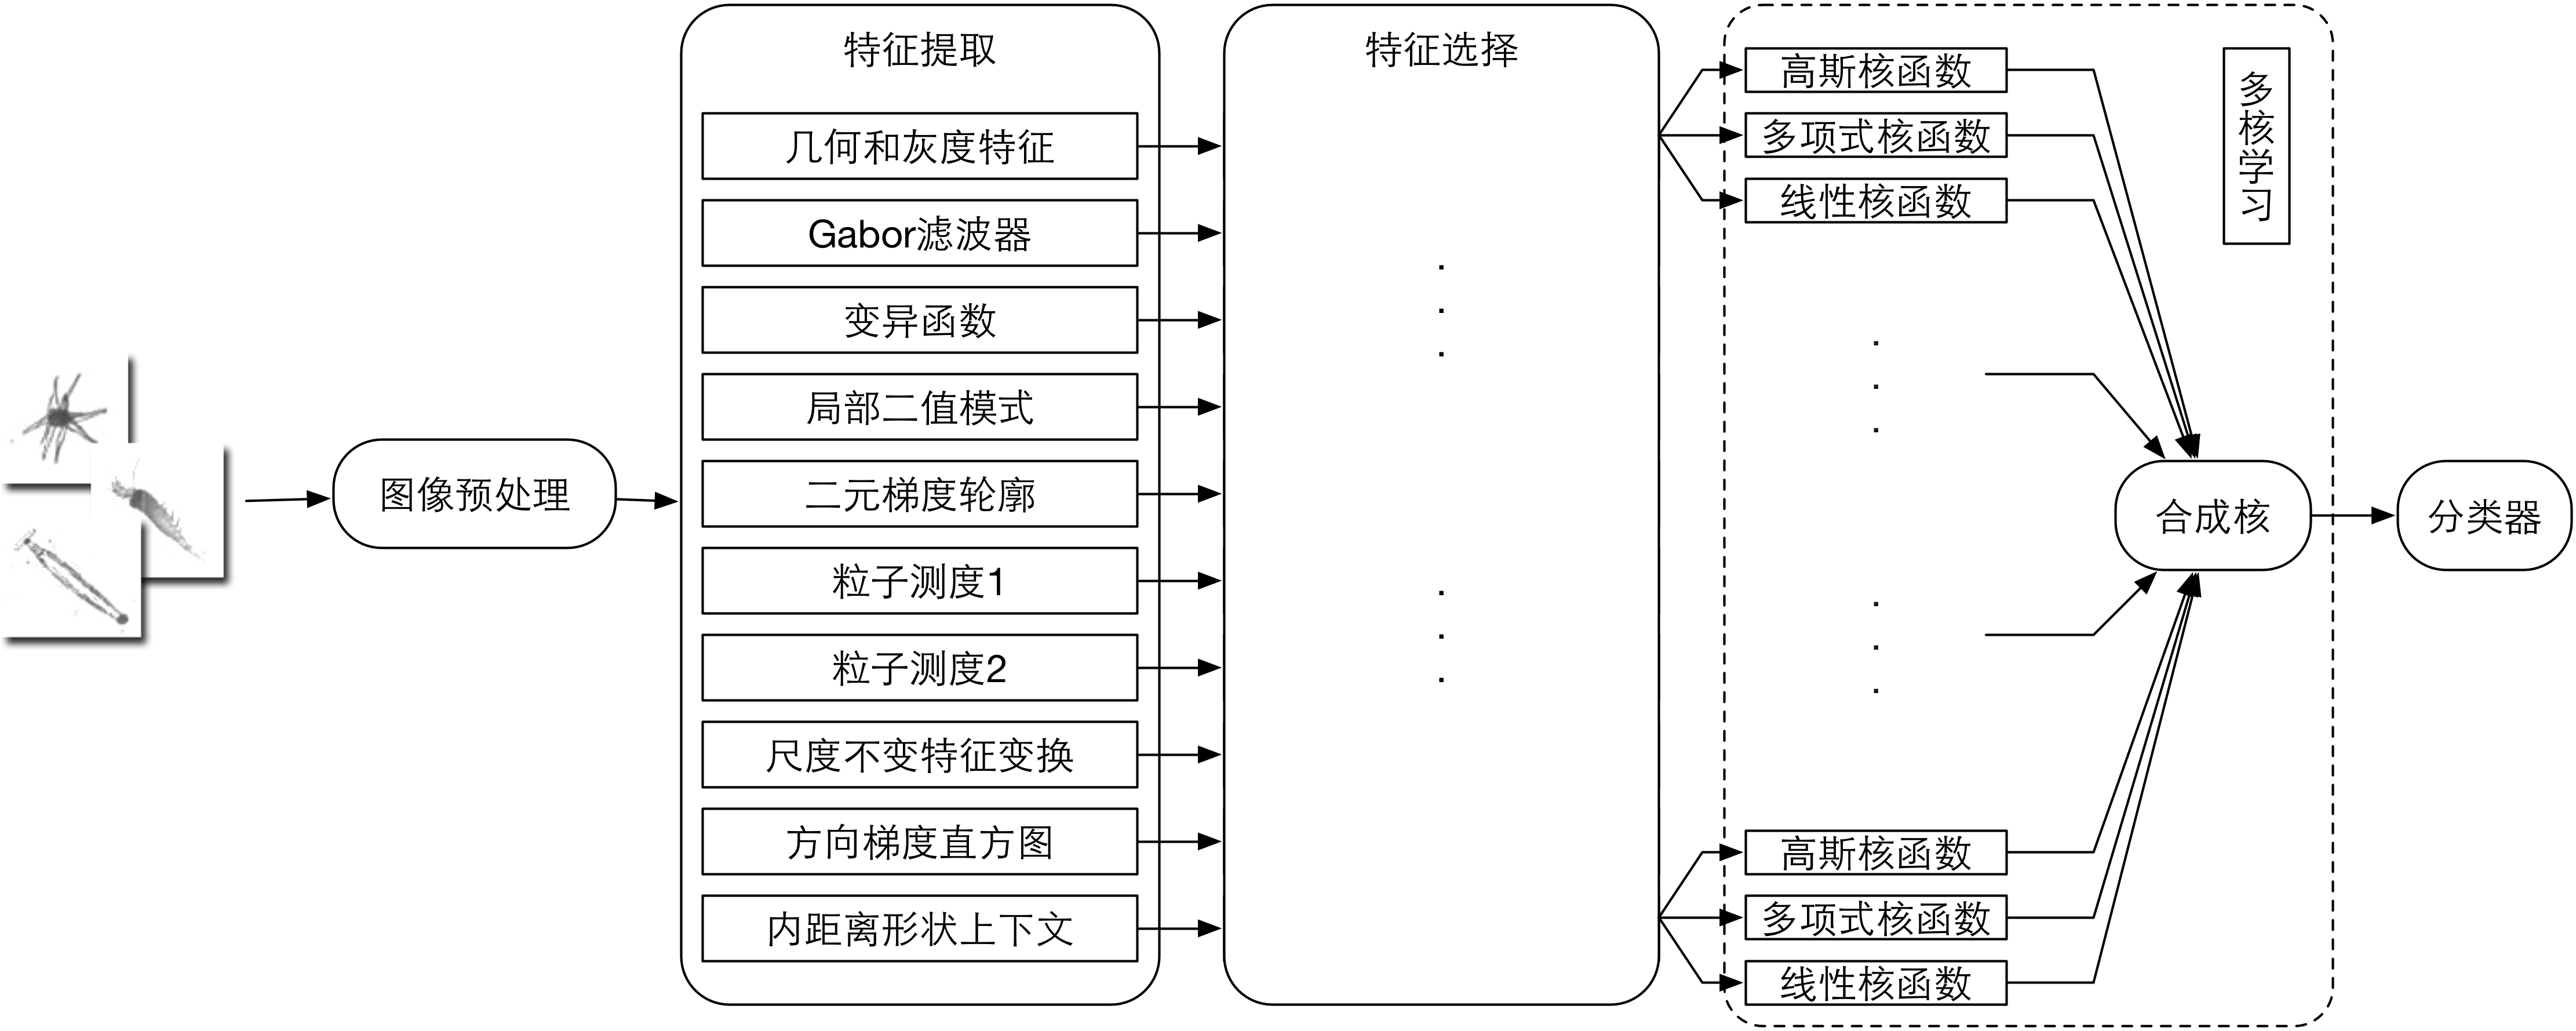 图像预处理
特征提取
几何和灰度特征
Gabor滤波器
变异函数
局部二值模式
二元梯度轮廓
粒子测度1
粒子测度2
尺度不变特征变换
方向梯度直方图
内距离形状上下文
特征选择
高斯核函数
多项式核函数
线性核函数
高斯核函数
多项式核函数
线性核函数
多核学习
合成核
分类器